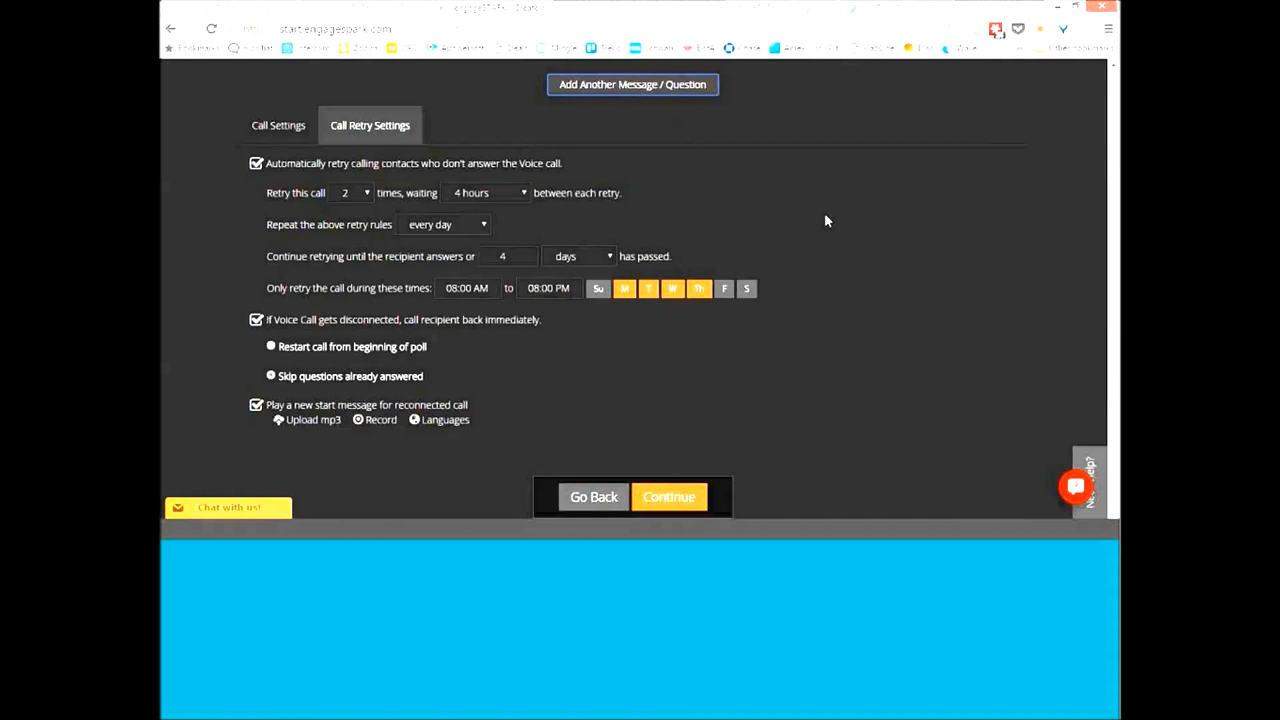 start.engagespark.com
Add Another Message / Question
Call Settings Call Retry Settings
Automatically retry calling contacts who don't answer the Voice call.
Retry this call 2 times, waiting 4 hours between each retry.
Repeat the above retry rules every day
Continue retrying until the recipient answers or 4 days has passed.
Only retry the call during these times: 08:00 AM to 08:00 PM Su M T W Th F S
If Voice Call gets disconnected, call recipient back immediately.
Restart call from beginning of poll
Skip questions already answered
Play a new start message for reconnected call
Upload mp3 Record Languages
Go Back Continue
Chat with us!
help?